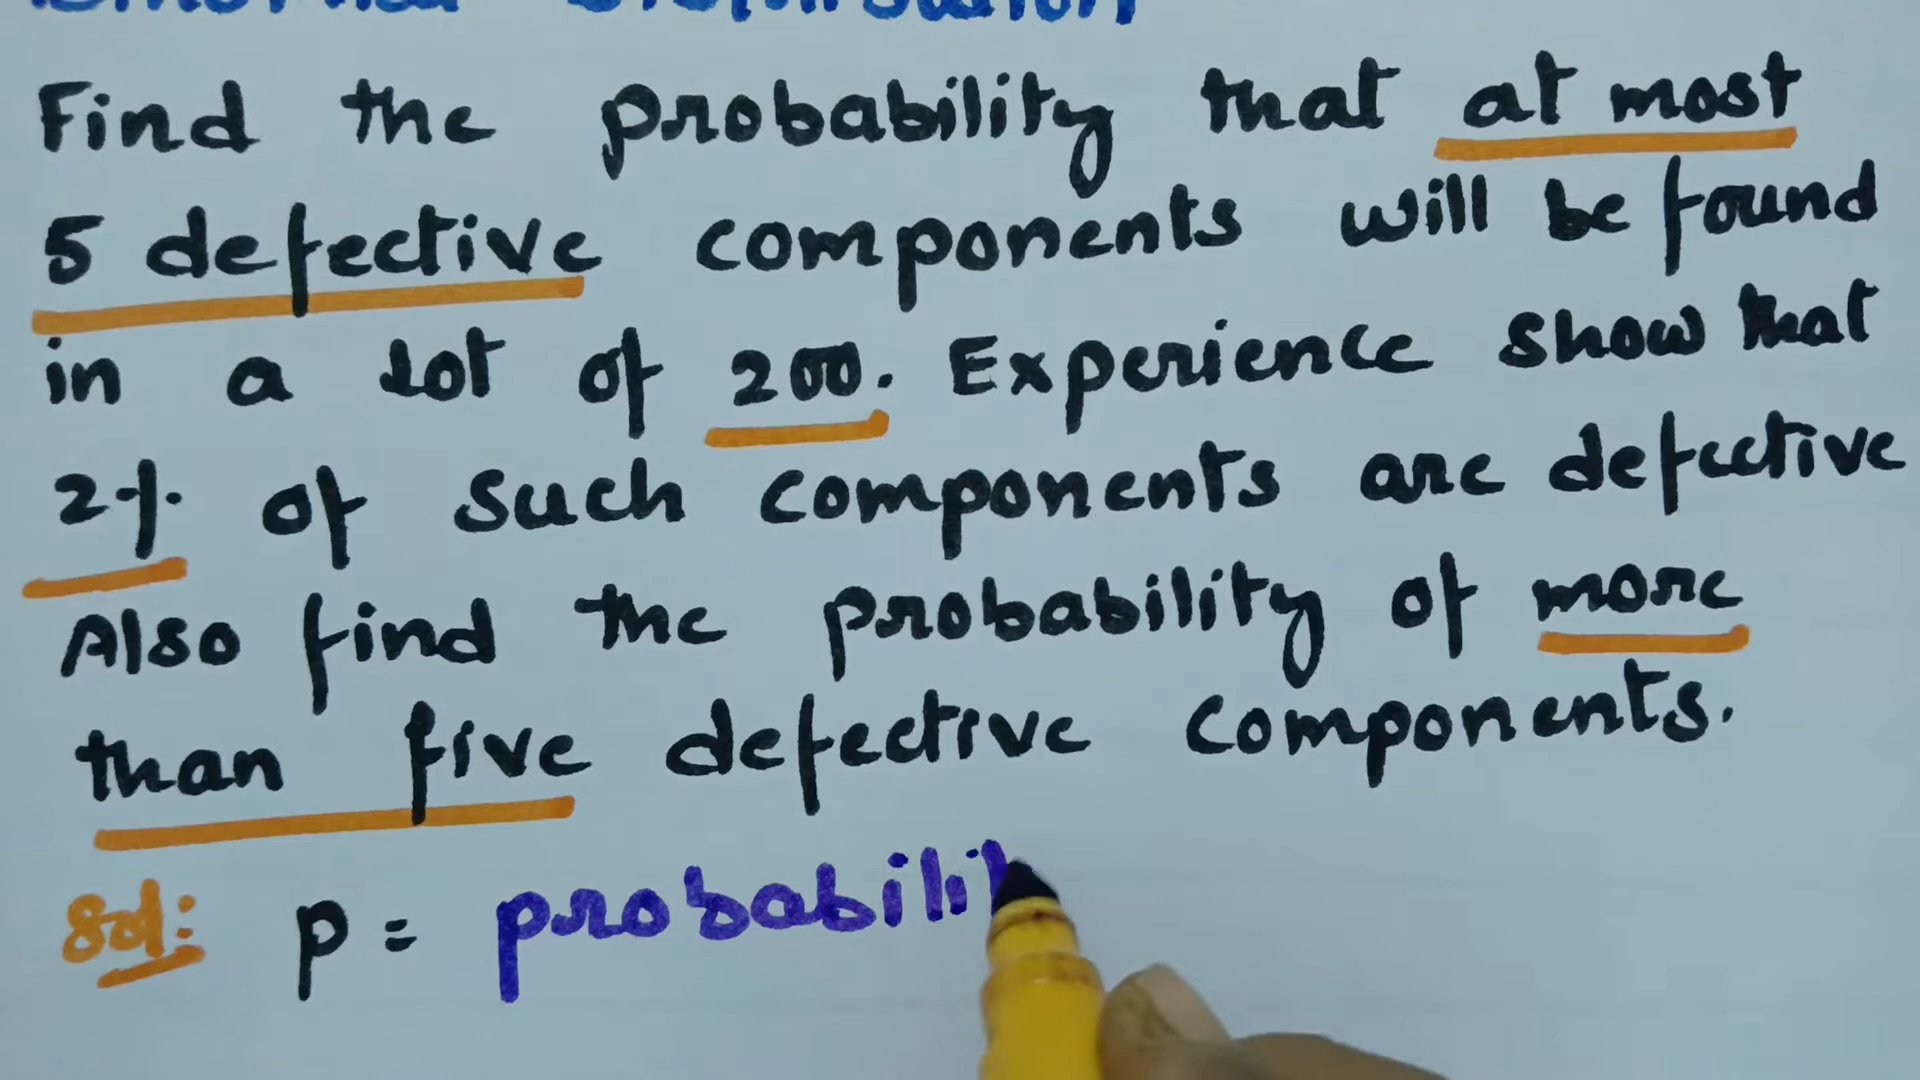 Find the probability that at most
5 defective components will be found
in a lot of 200. Experience show that
2% of such components are defective
Also find the probability of more
than five defective components.
Sol: p = probabili